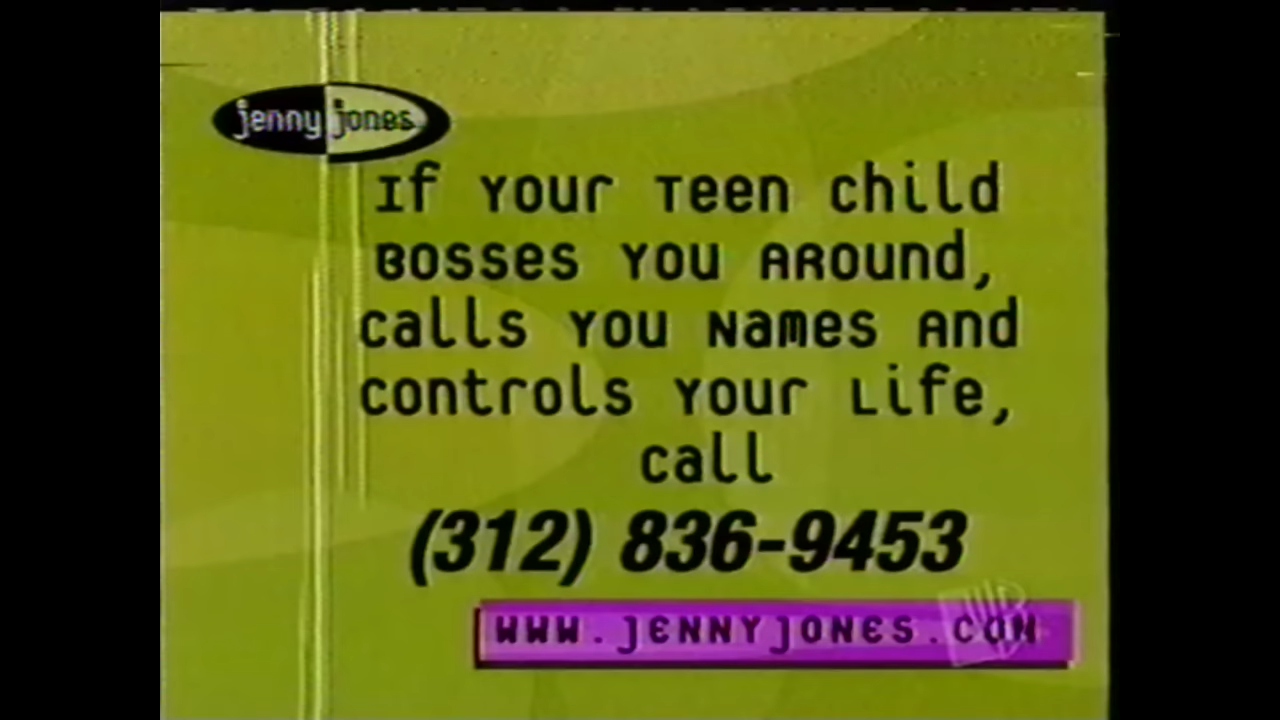 jenny jones
If Your Teen Child
Bosses You Around,
Calls You Names And
Controls Your Life,
Call
(312) 836-9453
WWW.JENNYJONES.COM
WB